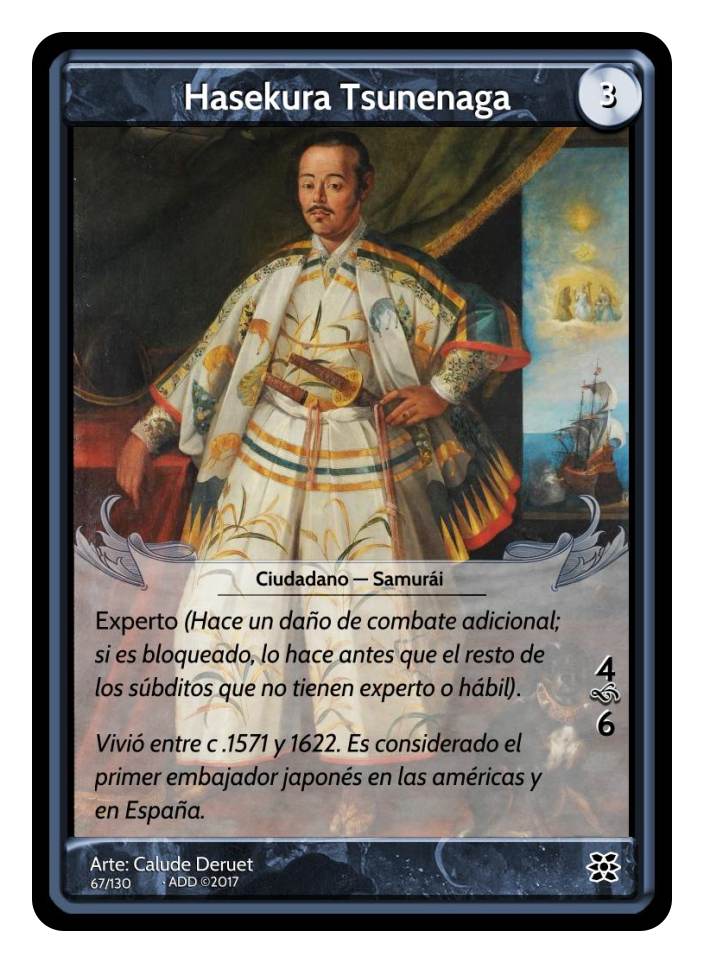 Hasekura Tsunenaga
3
Ciudadano — Samurái
Experto (Hace un daño de combate adicional;
si es bloqueado, lo hace antes que el resto de
los súbditos que no tienen experto o hábil).
4
6
Vivió entre c .1571 y 1622. Es considerado el
primer embajador japonés en las américas y
en España.
Arte: Calude Deruet
67/130 · ADD ©2017